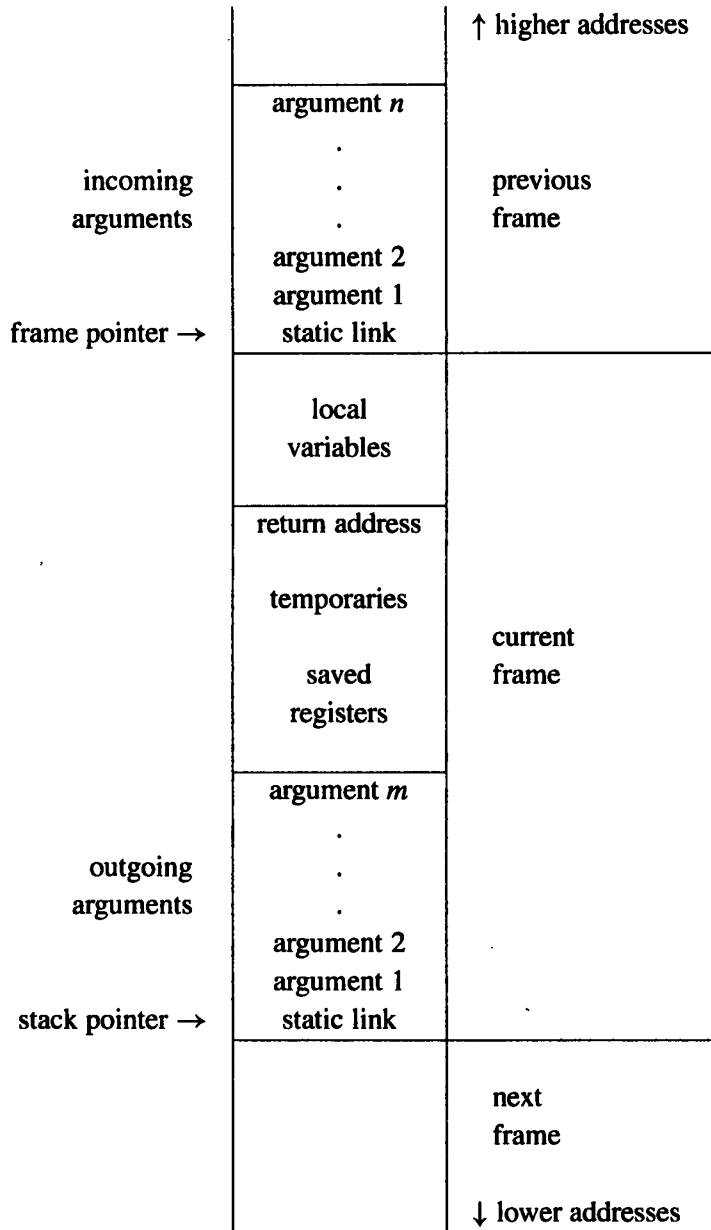 ↑ higher addresses
argument n
.
incoming . previous
arguments . frame
argument 2
argument 1
frame pointer → static link
local
variables
return address
temporaries
current
saved frame
registers
argument m
.
outgoing .
arguments .
argument 2
argument 1
stack pointer → static link
next
frame
↓ lower addresses